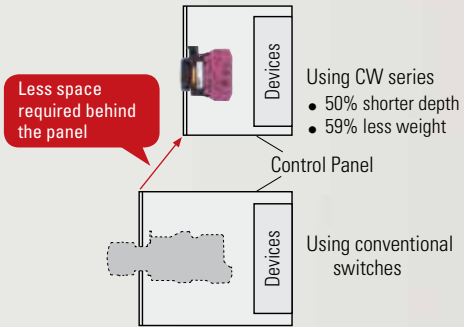 Devices
Using CW series
• 50% shorter depth
• 59% less weight
Less space
required behind
the panel
Control Panel
Devices
Using conventional
switches